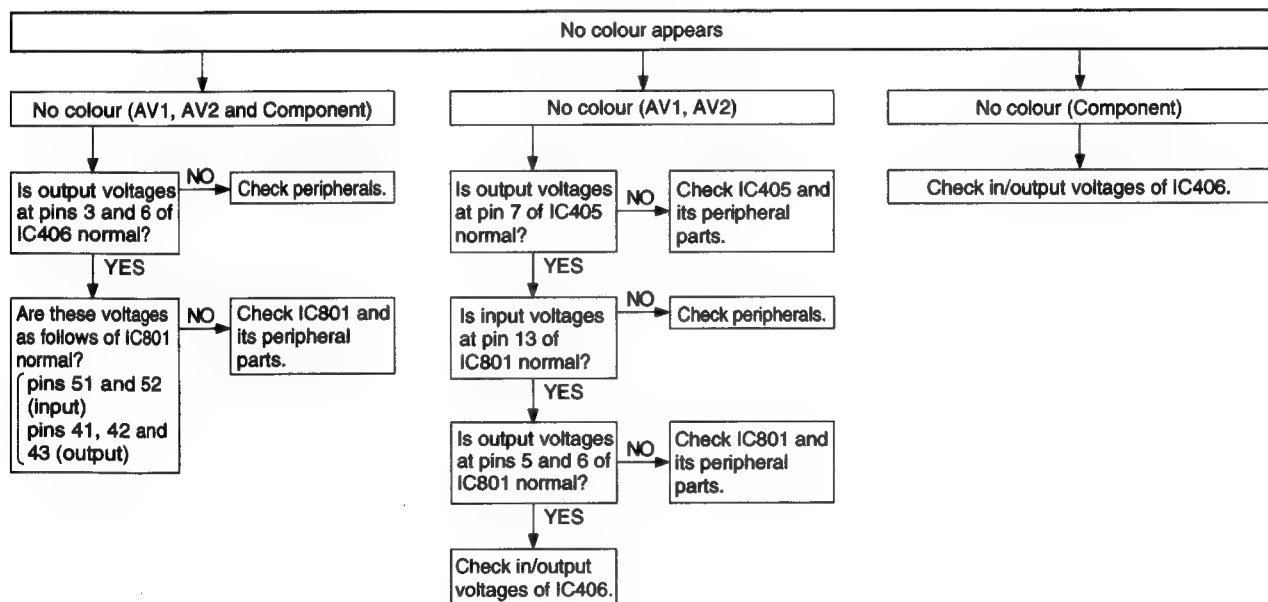 No colour appears
No colour (AV1, AV2 and Component)
Is output voltages
at pins 3 and 6 of
IC406 normal?
NO
Check peripherals.
YES
Are these voltages
as follows of IC801
normal?
pins 51 and 52
(input)
pins 41, 42 and
43 (output)
NO
Check IC801 and
its peripheral
parts.
No colour (AV1, AV2)
Is output voltages
at pin 7 of IC405
normal?
NO
Check IC405 and
its peripheral
parts.
YES
Is input voltages
at pin 13 of
IC801 normal?
NO
Check peripherals.
YES
Is output voltages
at pins 5 and 6 of
IC801 normal?
NO
Check IC801 and
its peripheral
parts.
YES
Check in/output
voltages of IC406.
No colour (Component)
Check in/output voltages of IC406.